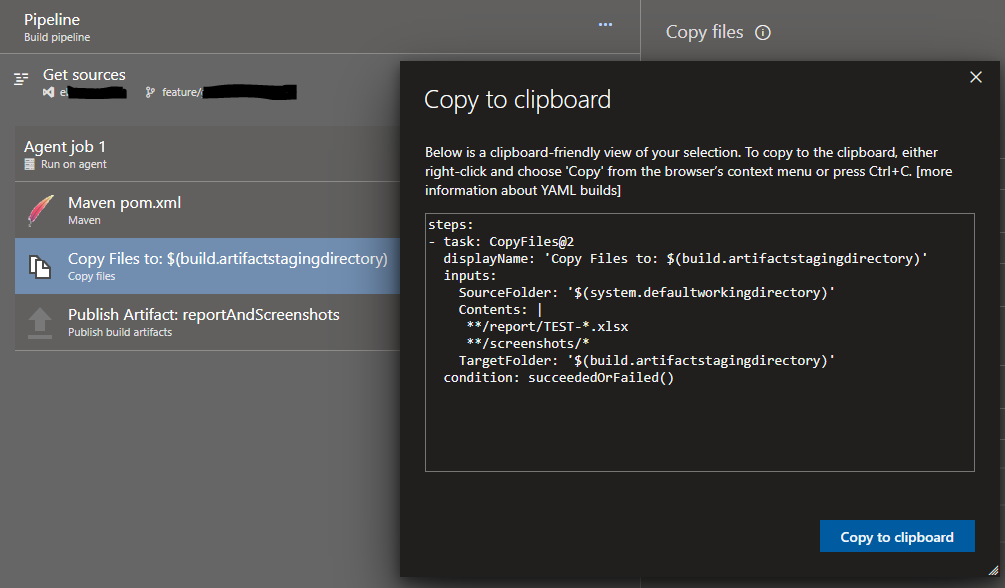 Pipeline
Build pipeline
...
Get sources
feature/
Agent job 1
Run on agent
Maven pom.xml
Maven
Copy Files to: $(build.artifactstagingdirectory)
Copy files
Publish Artifact: reportAndScreenshots
Publish build artifacts
Copy files
Copy to clipboard
Below is a clipboard-friendly view of your selection. To copy to the clipboard, either
right-click and choose 'Copy' from the browser's context menu or press Ctrl+C. [more
information about YAML builds]
steps:
- task: CopyFiles@2
  displayName: 'Copy Files to: $(build.artifactstagingdirectory)'
  inputs:
    SourceFolder: '$(system.defaultworkingdirectory)'
    Contents: |
     **/report/TEST-*.xlsx
     **/screenshots/*
    TargetFolder: '$(build.artifactstagingdirectory)'
  condition: succeededOrFailed()
Copy to clipboard